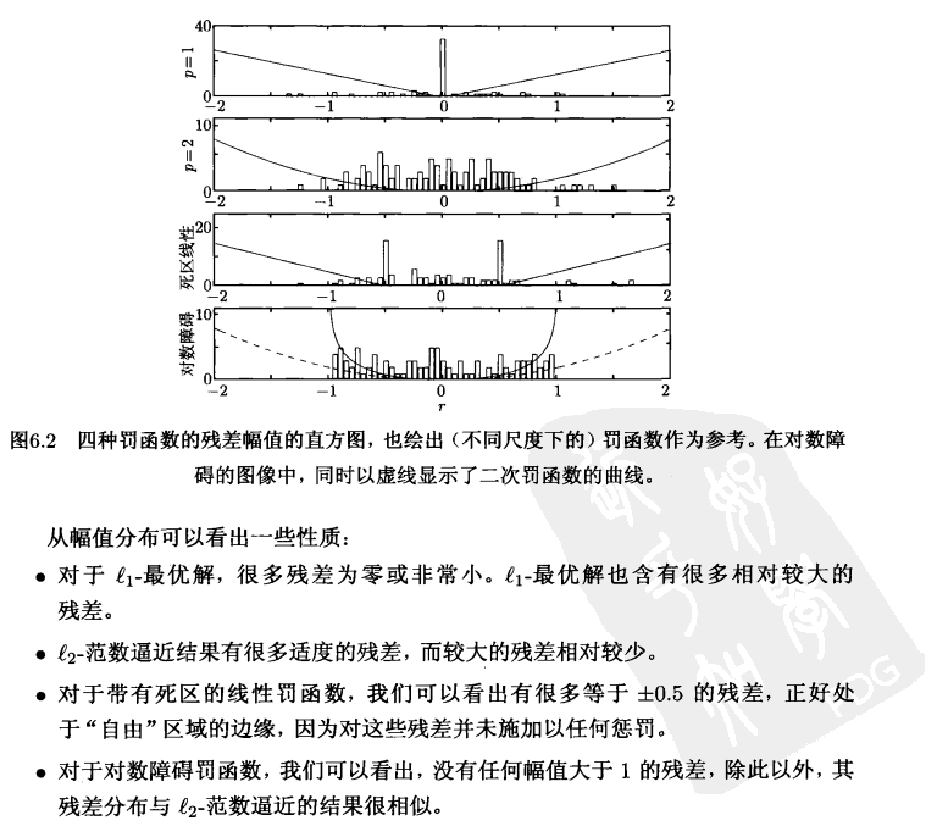 40
p=1
0
−2
−1
0
1
2
10
p=2
0
−2
−1
0
1
2
20
死区线性
0
−2
−1
0
1
2
10
对数障碍
0
−2
−1
0
1
2
r
图6.2 四种罚函数的残差幅值的直方图，也绘出（不同尺度下的）罚函数作为参考。在对数障
碍的图像中，同时以虚线显示了二次罚函数的曲线。
从幅值分布可以看出一些性质：
• 对于 ℓ₁-最优解，很多残差为零或非常小。ℓ₁-最优解也含有很多相对较大的
残差。
• ℓ₂-范数逼近结果有很多适度的残差，而较大的残差相对较少。
• 对于带有死区的线性罚函数，我们可以看出有很多等于 ±0.5 的残差，正好处
于“自由”区域的边缘，因为对这些残差并未施加以任何惩罚。
• 对于对数障碍罚函数，我们可以看出，没有任何幅值大于 1 的残差，除此以外，其
残差分布与 ℓ₂-范数逼近的结果很相似。